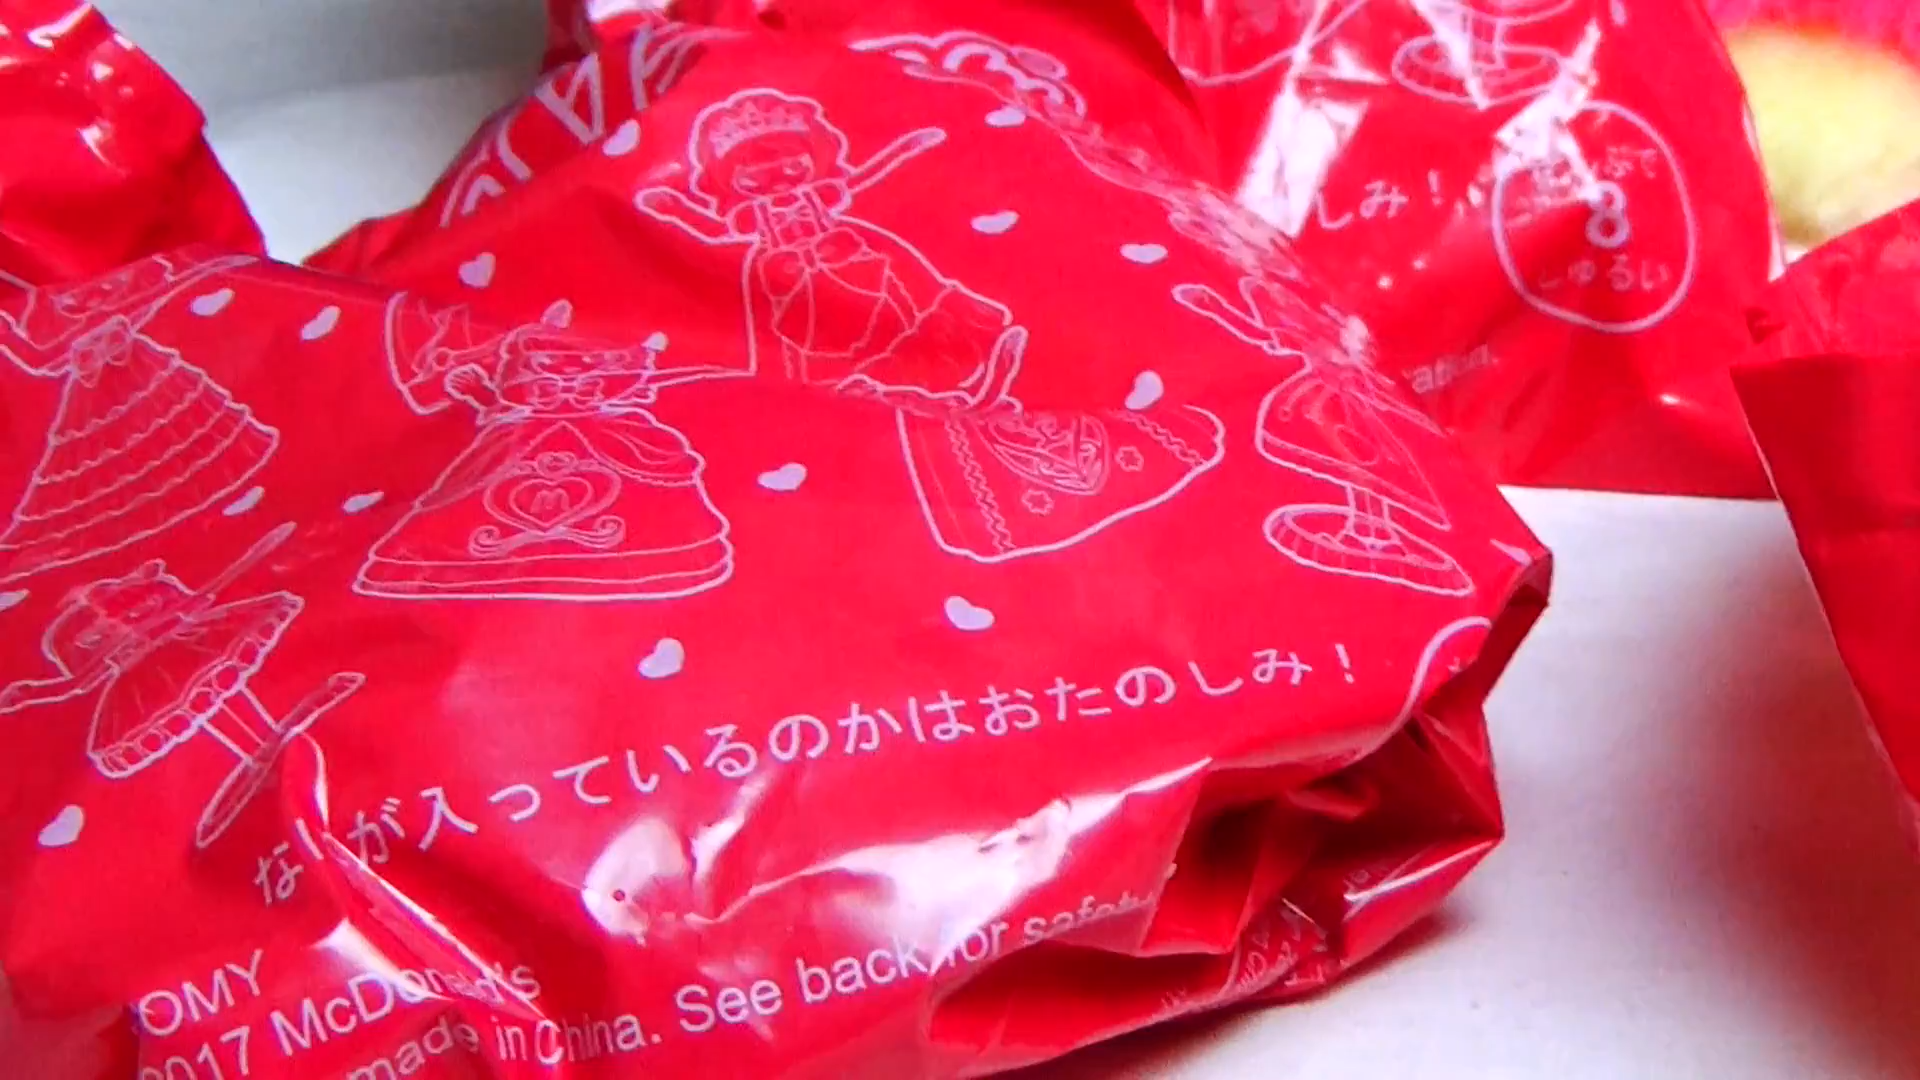 しみ！
8
しゅるい
なにが入っているのかはおたのしみ！
OMY
2017 McDonald's
made in China. See back for safety
M